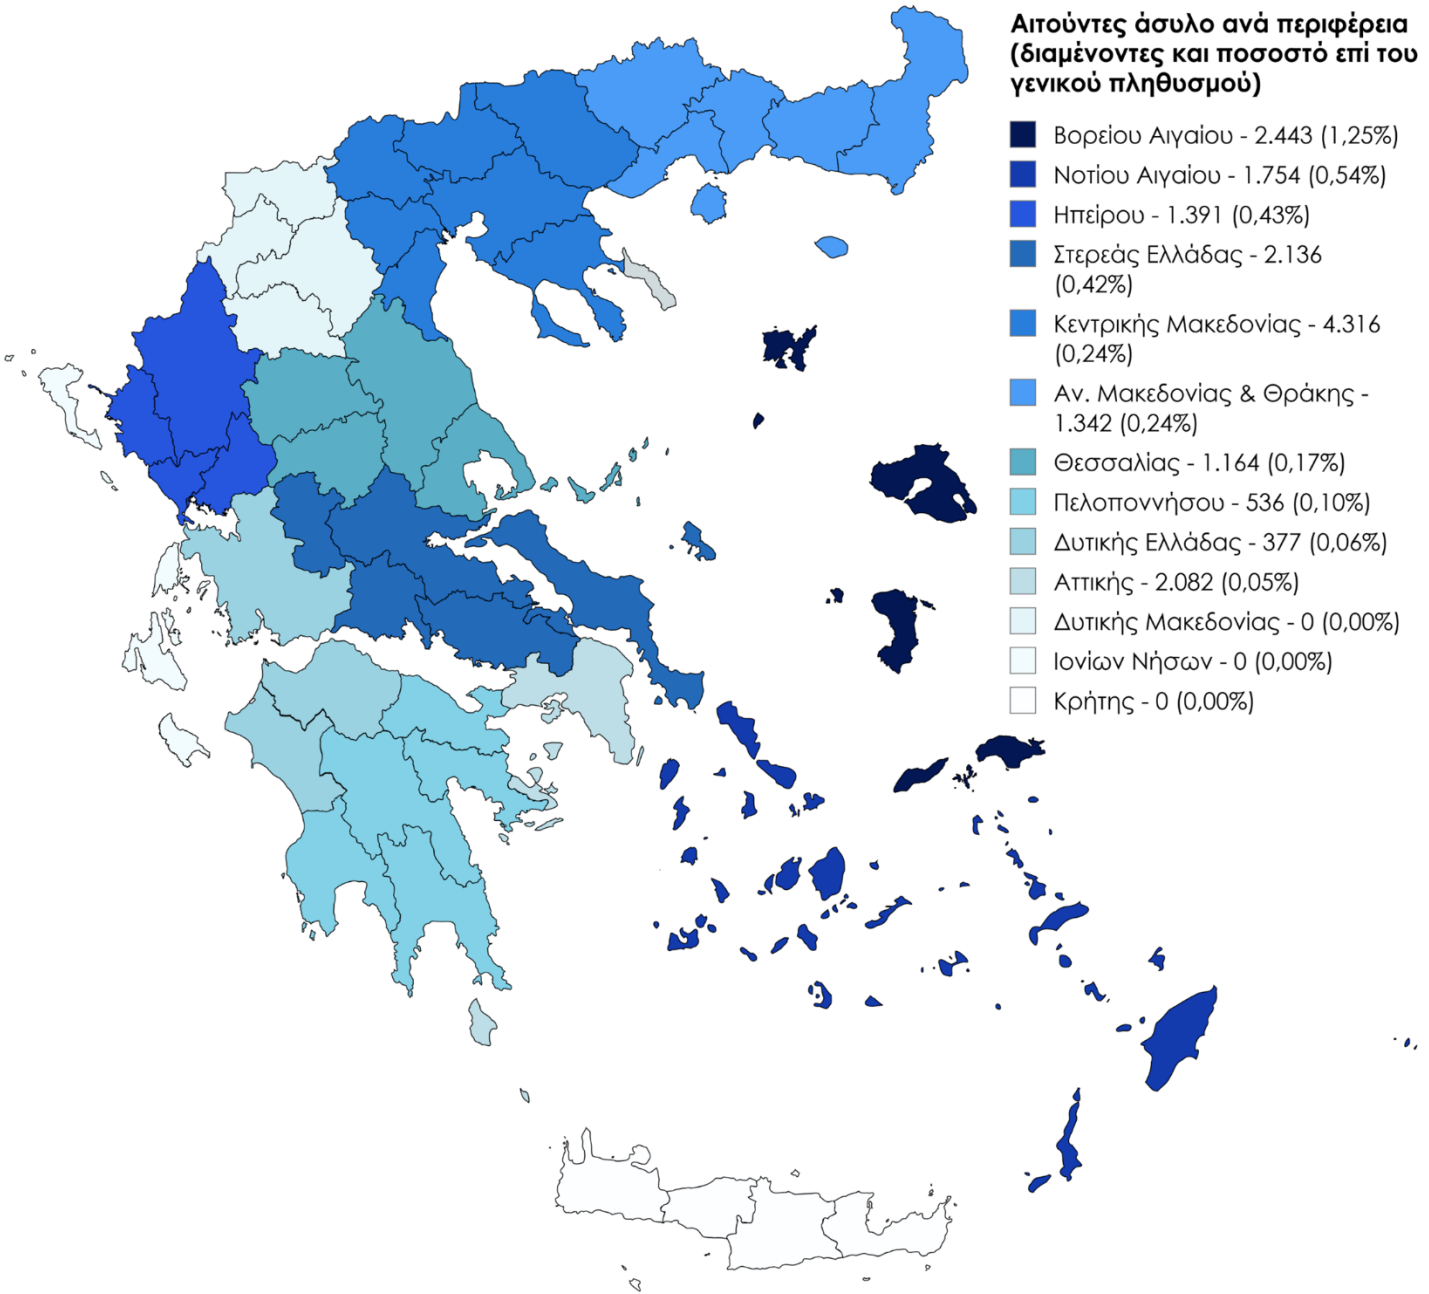 Αιτούντες άσυλο ανά περιφέρεια
(διαμένοντες και ποσοστό επί του
γενικού πληθυσμού)
Βορείου Αιγαίου - 2.443 (1,25%)
Νοτίου Αιγαίου - 1.754 (0,54%)
Ηπείρου - 1.391 (0,43%)
Στερεάς Ελλάδας - 2.136
(0,42%)
Κεντρικής Μακεδονίας - 4.316
(0,24%)
Αν. Μακεδονίας & Θράκης -
1.342 (0,24%)
Θεσσαλίας - 1.164 (0,17%)
Πελοποννήσου - 536 (0,10%)
Δυτικής Ελλάδας - 377 (0,06%)
Αττικής - 2.082 (0,05%)
Δυτικής Μακεδονίας - 0 (0,00%)
Ιονίων Νήσων - 0 (0,00%)
Κρήτης - 0 (0,00%)